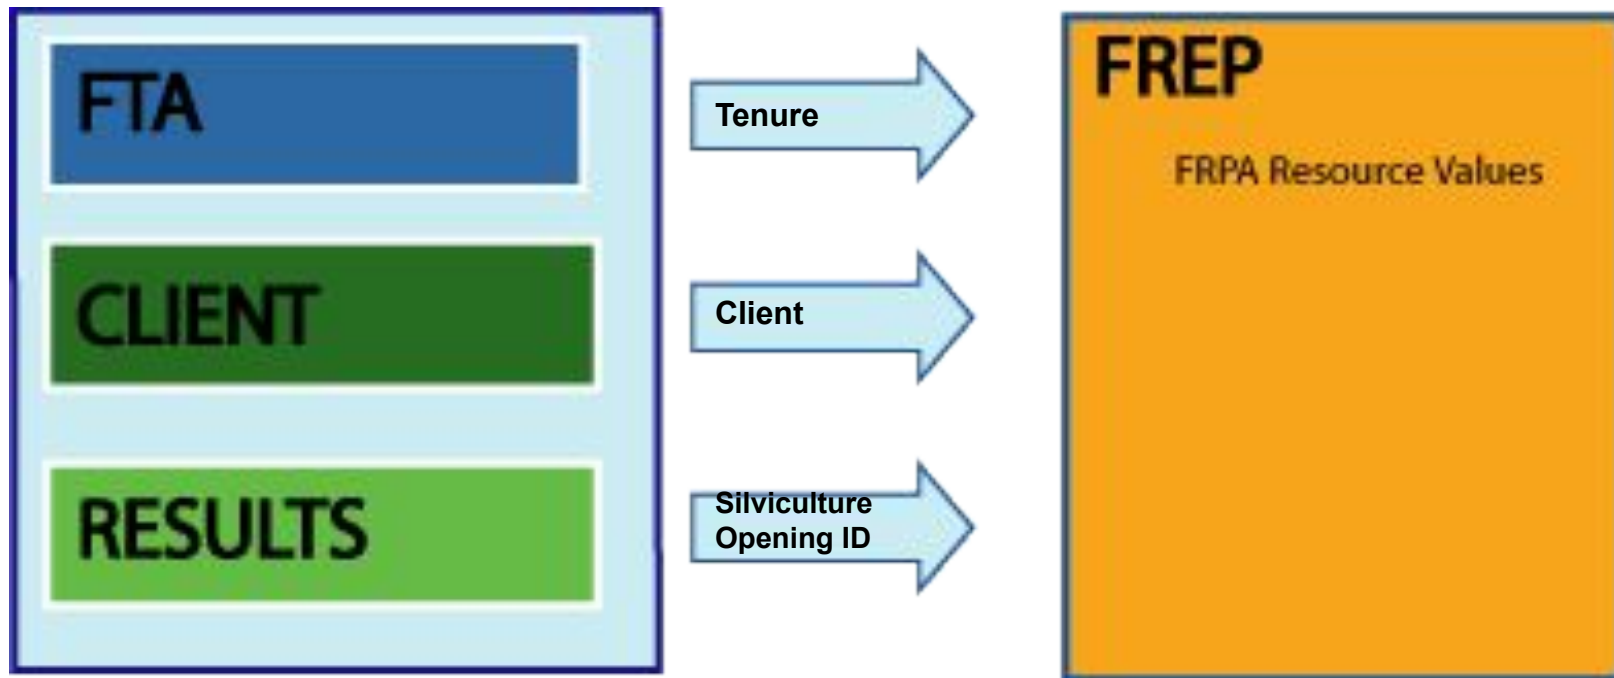 FTA
Tenure
CLIENT
Client
RESULTS
Silviculture
Opening ID
FREP
FRPA Resource Values